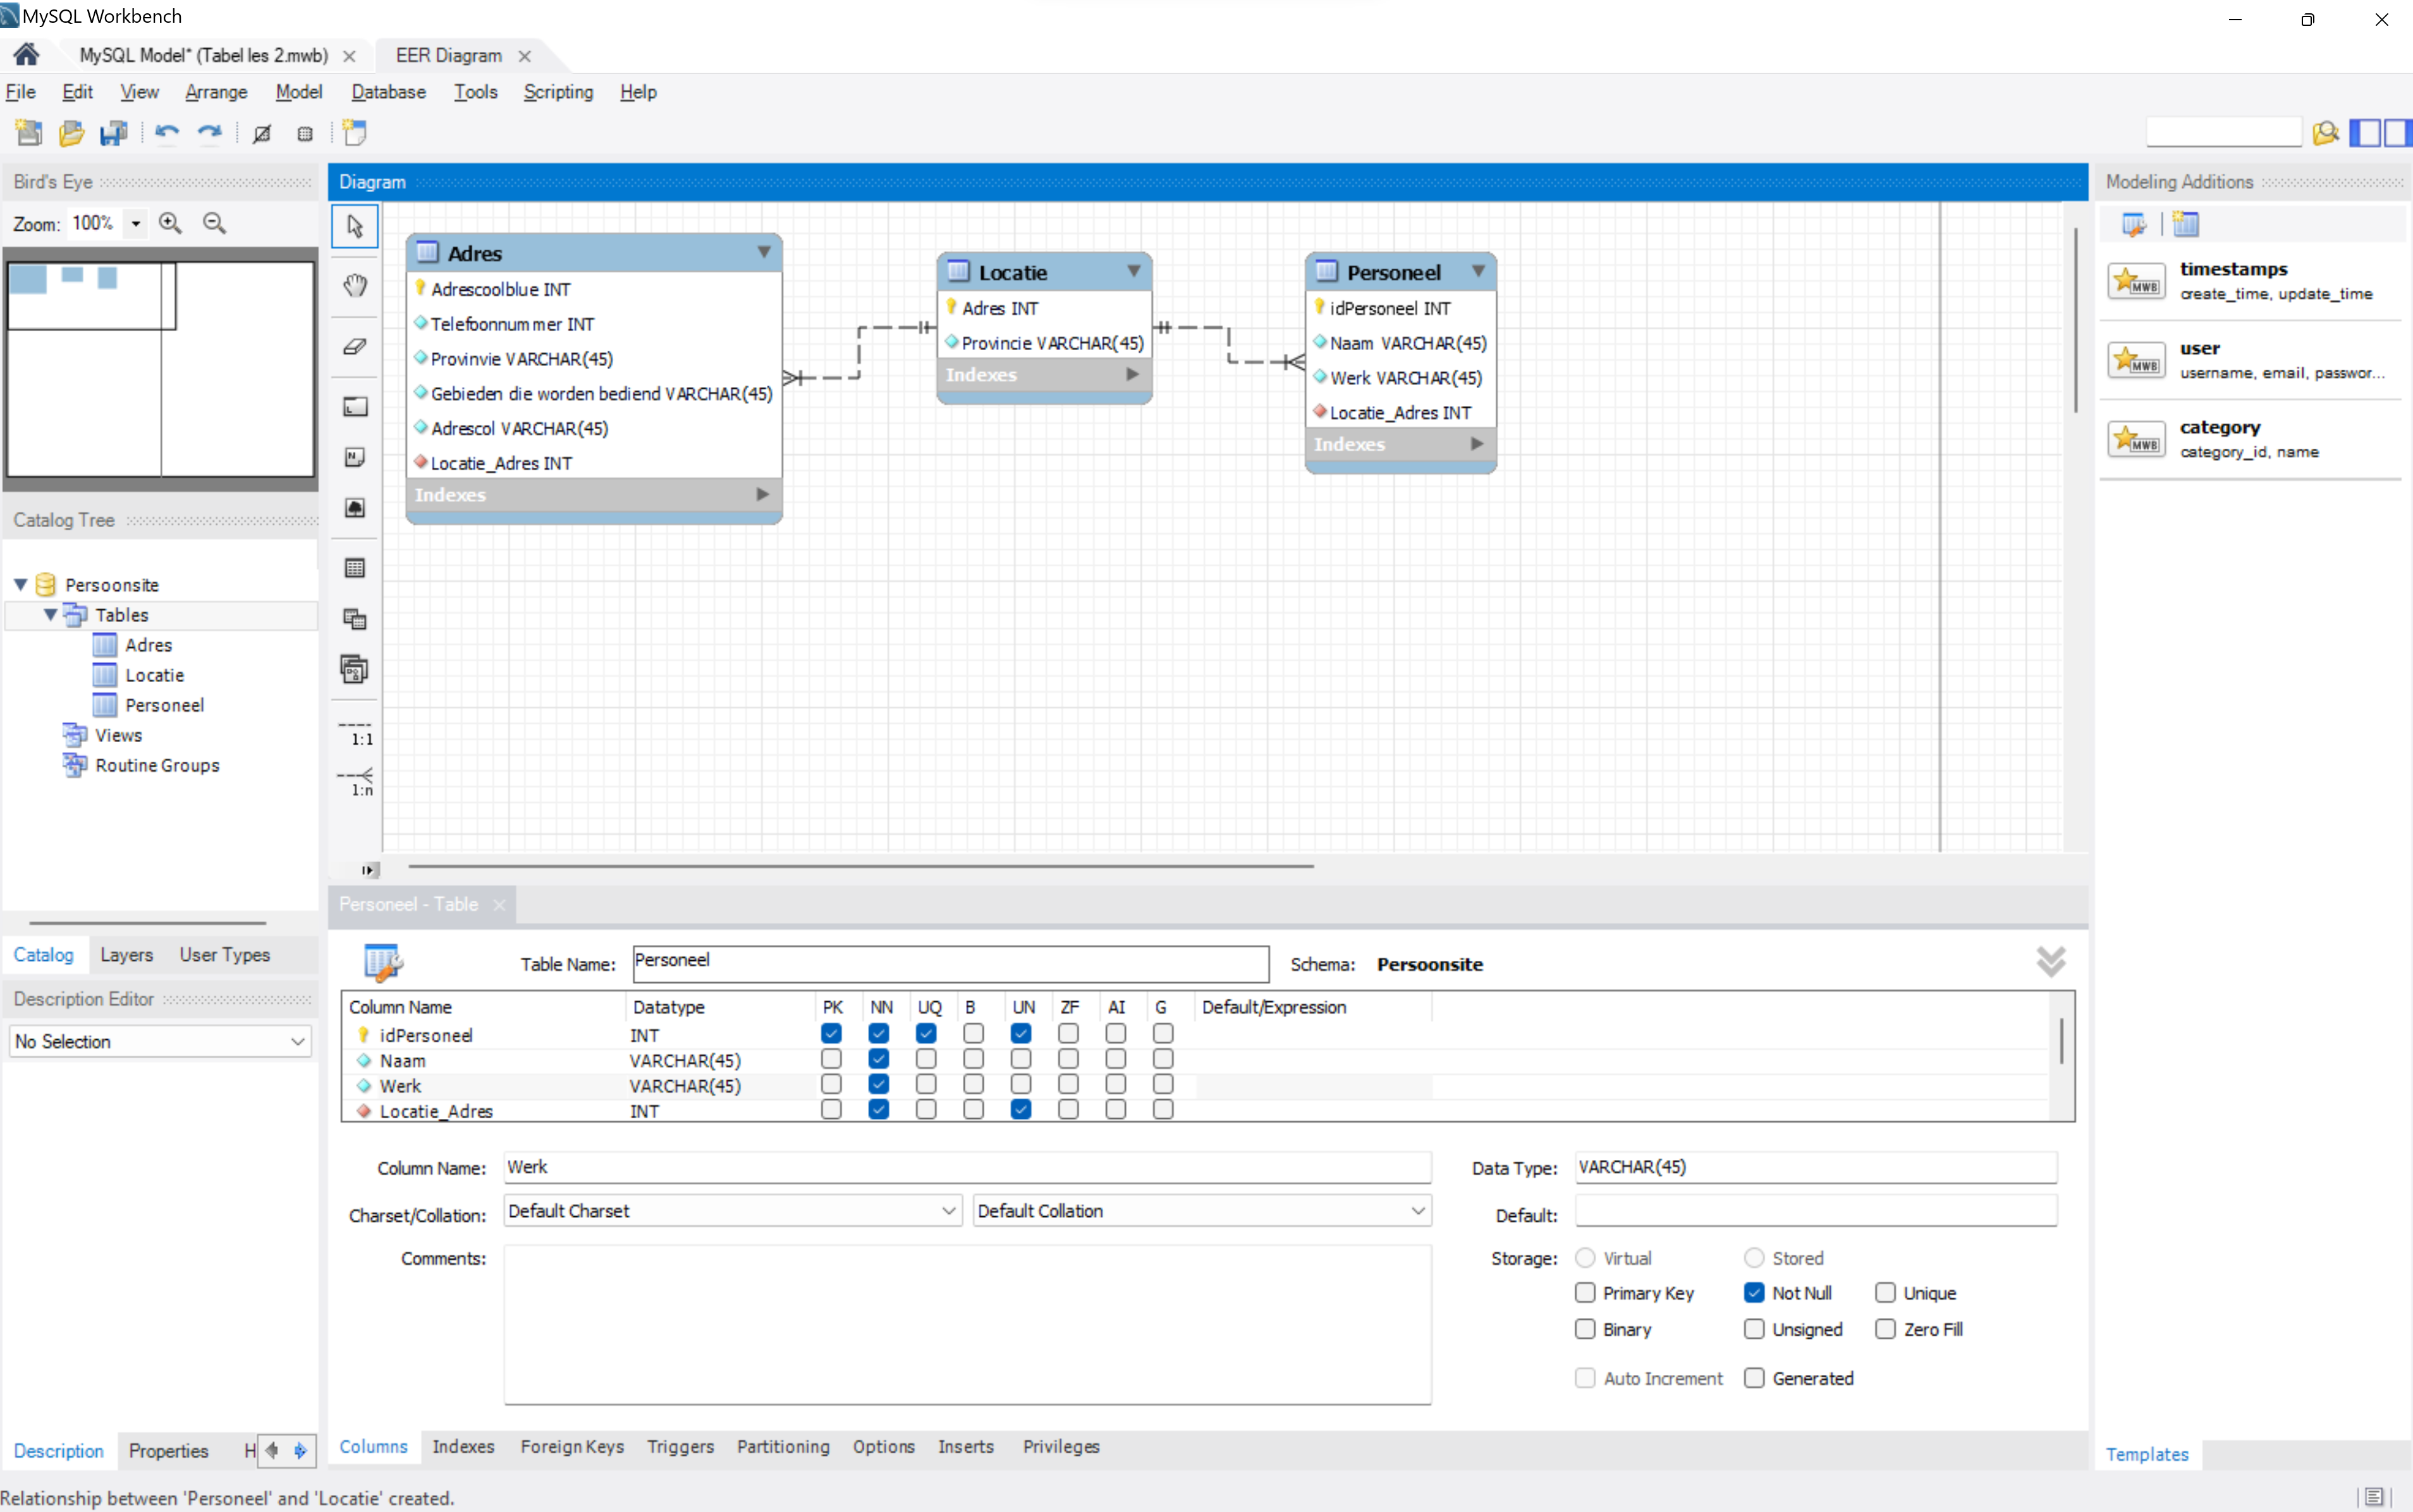 MySQL Workbench
MySQL Model* (Tabel les 2.mwb)
EER Diagram
File Edit View Arrange Model Database Tools Scripting Help
Bird's Eye
Zoom: 100%
Catalog Tree
Persoonsite
Tables
Adres
Locatie
Personeel
Views
Routine Groups
Catalog Layers User Types
Description Editor
No Selection
Description Properties H
Diagram
1:1
1:n
Adres
Adrescoolblue INT
Telefoonnummer INT
Provinvie VARCHAR(45)
Gebieden die worden bediend VARCHAR(45)
Adrescol VARCHAR(45)
Locatie_Adres INT
Indexes
Locatie
Adres INT
Provincie VARCHAR(45)
Indexes
Personeel
idPersoneel INT
Naam VARCHAR(45)
Werk VARCHAR(45)
Locatie_Adres INT
Indexes
Personeel - Table
Table Name: Personeel Schema: Persoonsite
Column Name Datatype PK NN UQ B UN ZF AI G Default/Expression
idPersoneel INT
Naam VARCHAR(45)
Werk VARCHAR(45)
Locatie_Adres INT
Column Name: Werk Data Type: VARCHAR(45)
Charset/Collation: Default Charset Default Collation Default:
Comments: Storage: Virtual Stored
Primary Key Not Null Unique
Binary Unsigned Zero Fill
Auto Increment Generated
Columns Indexes Foreign Keys Triggers Partitioning Options Inserts Privileges
Modeling Additions
MWB
timestamps
create_time, update_time
MWB
user
username, email, passwor...
MWB
category
category_id, name
Templates
Relationship between 'Personeel' and 'Locatie' created.